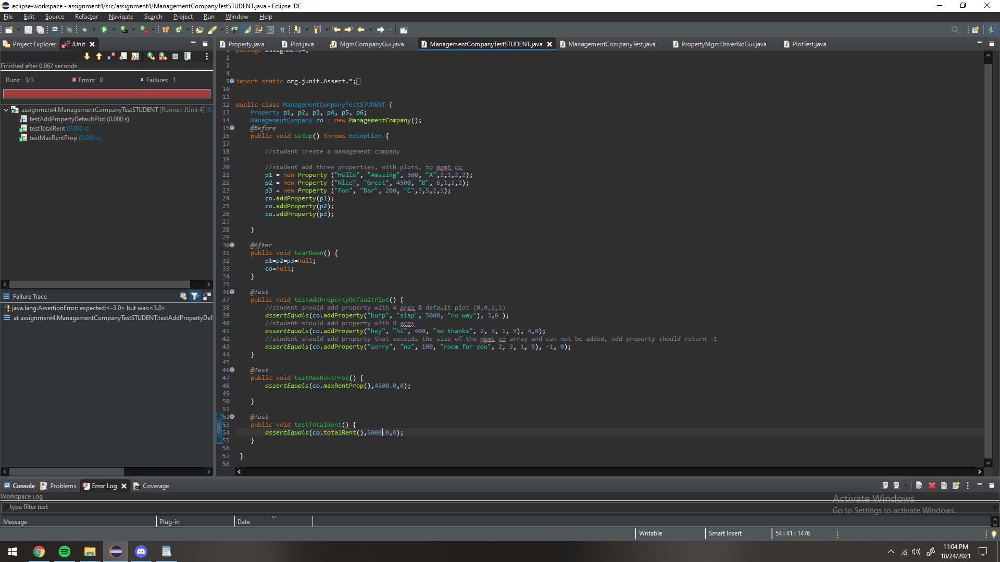 eclipse-workspace - assignment4/src/assignment4/ManagementCompanyTestSTUDENT.java - Eclipse IDE
File Edit Source Refactor Navigate Search Project Run Window Help
Project Explorer JUnit
Property.java Plot.java MgmCompanyGui.java ManagementCompanyTestSTUDENT.java ManagementCompanyTest.java PropertyMgmDriverNoGui.java PlotTest.java
Finished after 0.062 seconds
Runs: 3/3 Errors: 0 Failures: 1
assignment4.ManagementCompanyTestSTUDENT [Runner: JUnit 4] (0.
testAddPropertyDefaultPlot (0.000 s)
testTotalRent (0.000 s)
testMaxRentProp (0.000 s)
Failure Trace
java.lang.AssertionError: expected:<-3.0> but was:<3.0>
at assignment4.ManagementCompanyTestSTUDENT.testAddPropertyDef
1 package assignment4;
2
3
4
5 import static org.junit.Assert.*;
10
11
12 public class ManagementCompanyTestSTUDENT {
13 Property p1, p2, p3, p4, p5, p6;
14 ManagementCompany co = new ManagementCompany();
15 @Before
16 public void setUp() throws Exception {
17
18 //student create a management company
19
20 //student add three properties, with plots, to mgmt co
21 p1 = new Property ("Hello", "Amazing", 300, "A",2,1,2,2);
22 p2 = new Property ("Nice", "Great", 4500, "B", 6,1,1,2);
23 p3 = new Property ("Foo", "Bar", 200, "C",3,5,2,1);
24 co.addProperty(p1);
25 co.addProperty(p2);
26 co.addProperty(p3);
27
28 }
29
30 @After
31 public void tearDown() {
32 p1=p2=p3=null;
33 co=null;
34 }
35
36 @Test
37 public void testAddPropertyDefaultPlot() {
38 //student should add property with 4 args & default plot (0,0,1,1)
39 assertEquals(co.addProperty("burp", "slap", 5000, "no way"), 3,0 );
40 //student should add property with 8 args
41 assertEquals(co.addProperty("hey", "hi", 400, "no thanks", 2, 3, 1, 9), 4,0);
42 //student should add property that exceeds the size of the mgmt co array and can not be added, add property should return -1
43 assertEquals(co.addProperty("sorry", "no", 100, "room for you", 2, 3, 1, 9), -1, 0);
44 }
45
46 @Test
47 public void testMaxRentProp() {
48 assertEquals(co.maxRentProp(),4500.0,0);
49
50 }
51
52 @Test
53 public void testTotalRent() {
54 assertEquals(co.totalRent(),5000.0,0);
55 }
56
57 }
58
Console Problems Error Log Coverage
Workspace Log
type filter text
Message Plug-in Date
Activate Windows
Go to Settings to activate Windows.
Writable Smart Insert 54 : 41 : 1476
11:04 PM
10/24/2021